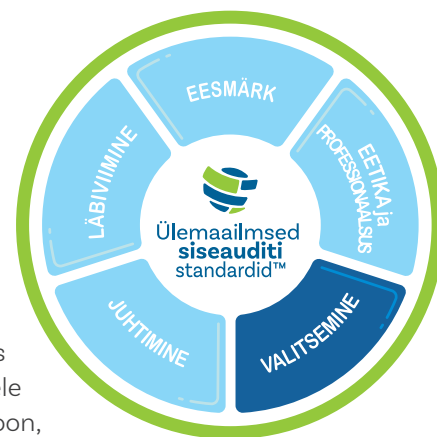 EESMÄRK
EETIKA ja
PROFESSIONAALSUS
VALITSEMINE
JUHTIMINE
LÄBIVIIMINE
Ülemaailmsed
siseauditi
standardid™